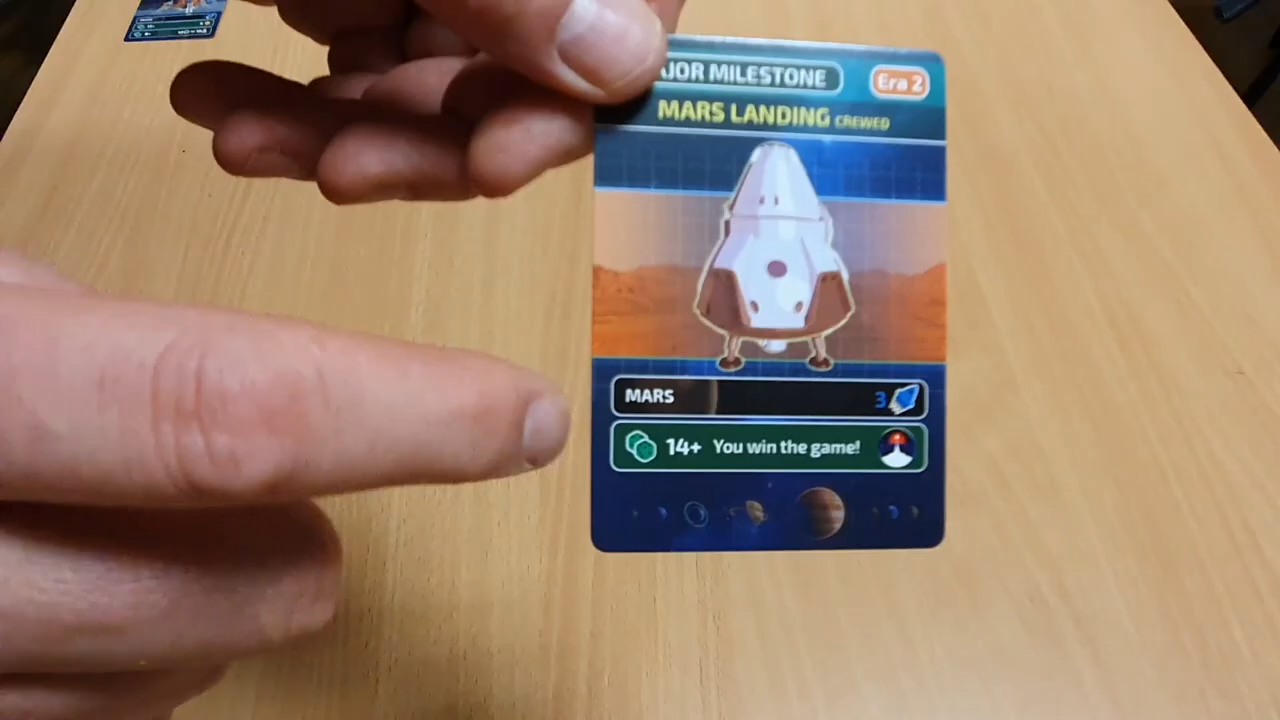 JOR MILESTONE
Era 2
MARS LANDING CREWED
MARS 3
14+ You win the game!